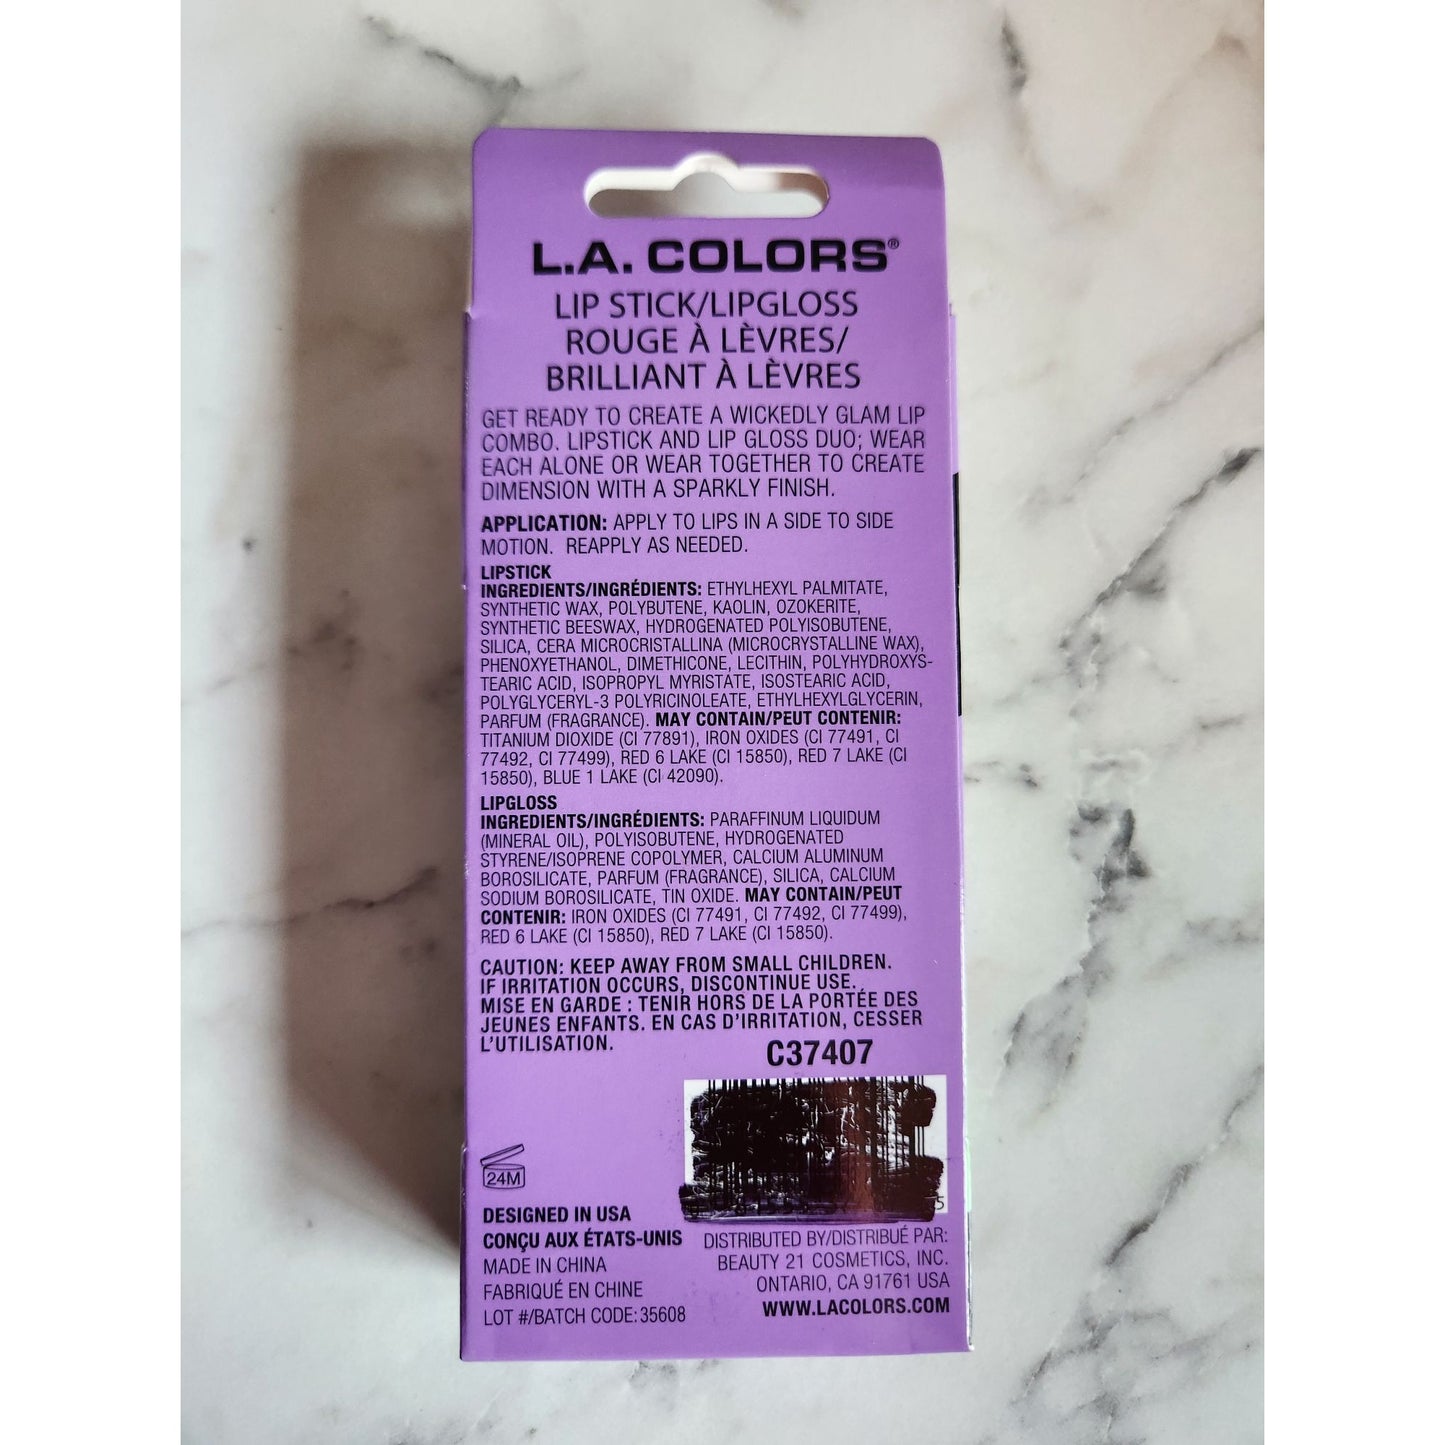 L.A. COLORS®
LIP STICK/LIPGLOSS
ROUGE À LÈVRES/
BRILLIANT À LÈVRES
GET READY TO CREATE A WICKEDLY GLAM LIP
COMBO. LIPSTICK AND LIP GLOSS DUO; WEAR
EACH ALONE OR WEAR TOGETHER TO CREATE
DIMENSION WITH A SPARKLY FINISH.
APPLICATION: APPLY TO LIPS IN A SIDE TO SIDE
MOTION. REAPPLY AS NEEDED.
LIPSTICK
INGREDIENTS/INGRÉDIENTS: ETHYLHEXYL PALMITATE,
SYNTHETIC WAX, POLYBUTENE, KAOLIN, OZOKERITE,
SYNTHETIC BEESWAX, HYDROGENATED POLYISOBUTENE,
SILICA, CERA MICROCRISTALLINA (MICROCRYSTALLINE WAX),
PHENOXYETHANOL, DIMETHICONE, LECITHIN, POLYHYDROXYS-
TEARIC ACID, ISOPROPYL MYRISTATE, ISOSTEARIC ACID,
POLYGLYCERYL-3 POLYRICINOLEATE, ETHYLHEXYLGLYCERIN,
PARFUM (FRAGRANCE). MAY CONTAIN/PEUT CONTENIR:
TITANIUM DIOXIDE (CI 77891), IRON OXIDES (CI 77491, CI
77492, CI 77499), RED 6 LAKE (CI 15850), RED 7 LAKE (CI
15850), BLUE 1 LAKE (CI 42090).
LIPGLOSS
INGREDIENTS/INGRÉDIENTS: PARAFFINUM LIQUIDUM
(MINERAL OIL), POLYISOBUTENE, HYDROGENATED
STYRENE/ISOPRENE COPOLYMER, CALCIUM ALUMINUM
BOROSILICATE, PARFUM (FRAGRANCE), SILICA, CALCIUM
SODIUM BOROSILICATE, TIN OXIDE. MAY CONTAIN/PEUT
CONTENIR: IRON OXIDES (CI 77491, CI 77492, CI 77499),
RED 6 LAKE (CI 15850), RED 7 LAKE (CI 15850).
CAUTION: KEEP AWAY FROM SMALL CHILDREN.
IF IRRITATION OCCURS, DISCONTINUE USE.
MISE EN GARDE : TENIR HORS DE LA PORTÉE DES
JEUNES ENFANTS. EN CAS D'IRRITATION, CESSER
L'UTILISATION.
C37407
5
24M
DESIGNED IN USA
CONÇU AUX ÉTATS-UNIS
MADE IN CHINA
FABRIQUÉ EN CHINE
LOT #/BATCH CODE: 35608
DISTRIBUTED BY/DISTRIBUÉ PAR:
BEAUTY 21 COSMETICS, INC.
ONTARIO, CA 91761 USA
WWW.LACOLORS.COM